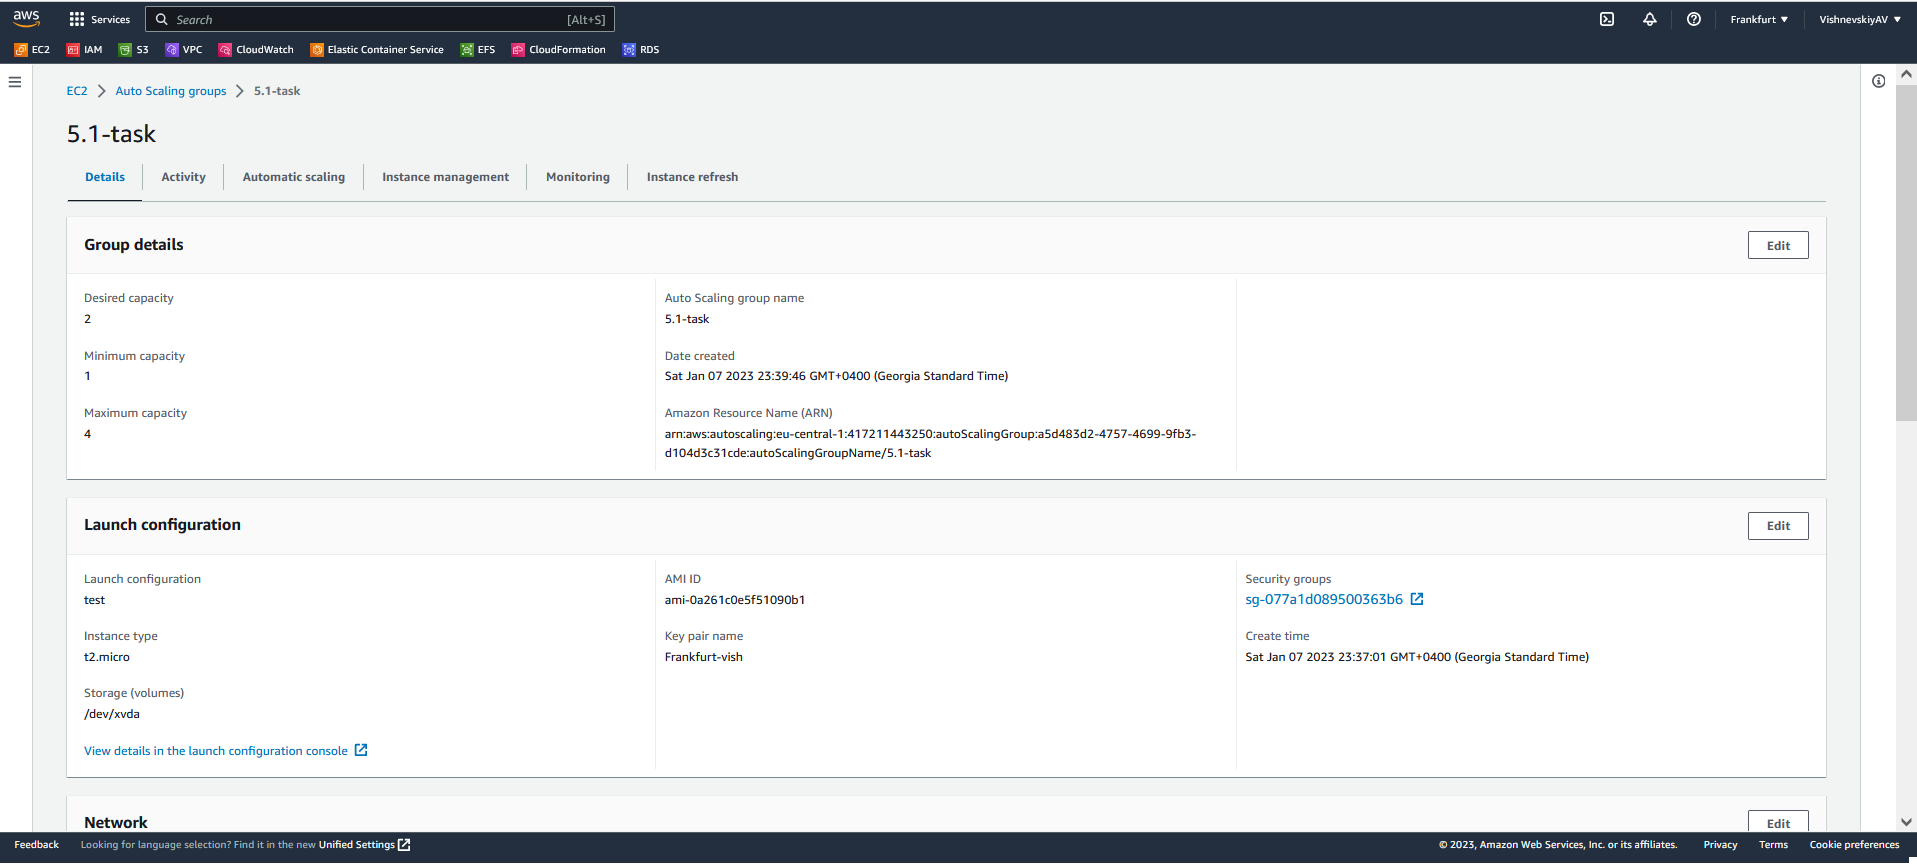 aws
Services
Search
[Alt+S]
Frankfurt
VishnevskiyAV
EC2
IAM
S3
VPC
CloudWatch
Elastic Container Service
EFS
CloudFormation
RDS
EC2
Auto Scaling groups
5.1-task
5.1-task
Details
Activity
Automatic scaling
Instance management
Monitoring
Instance refresh
Group details
Edit
Desired capacity
2
Minimum capacity
1
Maximum capacity
4
Auto Scaling group name
5.1-task
Date created
Sat Jan 07 2023 23:39:46 GMT+0400 (Georgia Standard Time)
Amazon Resource Name (ARN)
arn:aws:autoscaling:eu-central-1:417211443250:autoScalingGroup:a5d483d2-4757-4699-9fb3-
d104d3c31cde:autoScalingGroupName/5.1-task
Launch configuration
Edit
Launch configuration
test
Instance type
t2.micro
Storage (volumes)
/dev/xvda
View details in the launch configuration console
AMI ID
ami-0a261c0e5f51090b1
Key pair name
Frankfurt-vish
Security groups
sg-077a1d089500363b6
Create time
Sat Jan 07 2023 23:37:01 GMT+0400 (Georgia Standard Time)
Network
Edit
Feedback
Looking for language selection? Find it in the new Unified Settings
© 2023, Amazon Web Services, Inc. or its affiliates.
Privacy
Terms
Cookie preferences